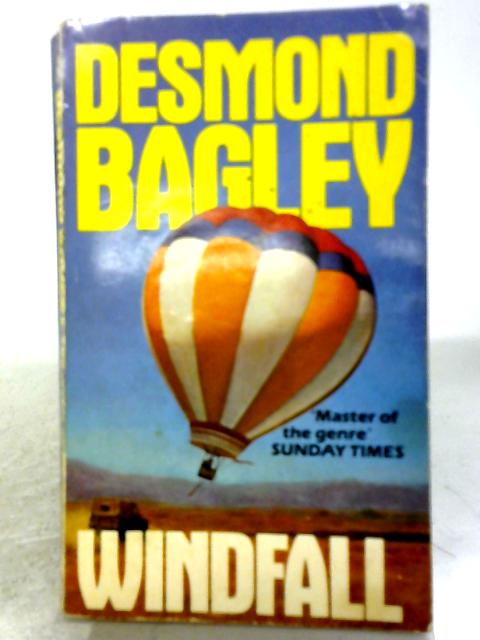 DESMOND
BAGLEY
'Master of
the genre'
SUNDAY TIMES
WINDFALL